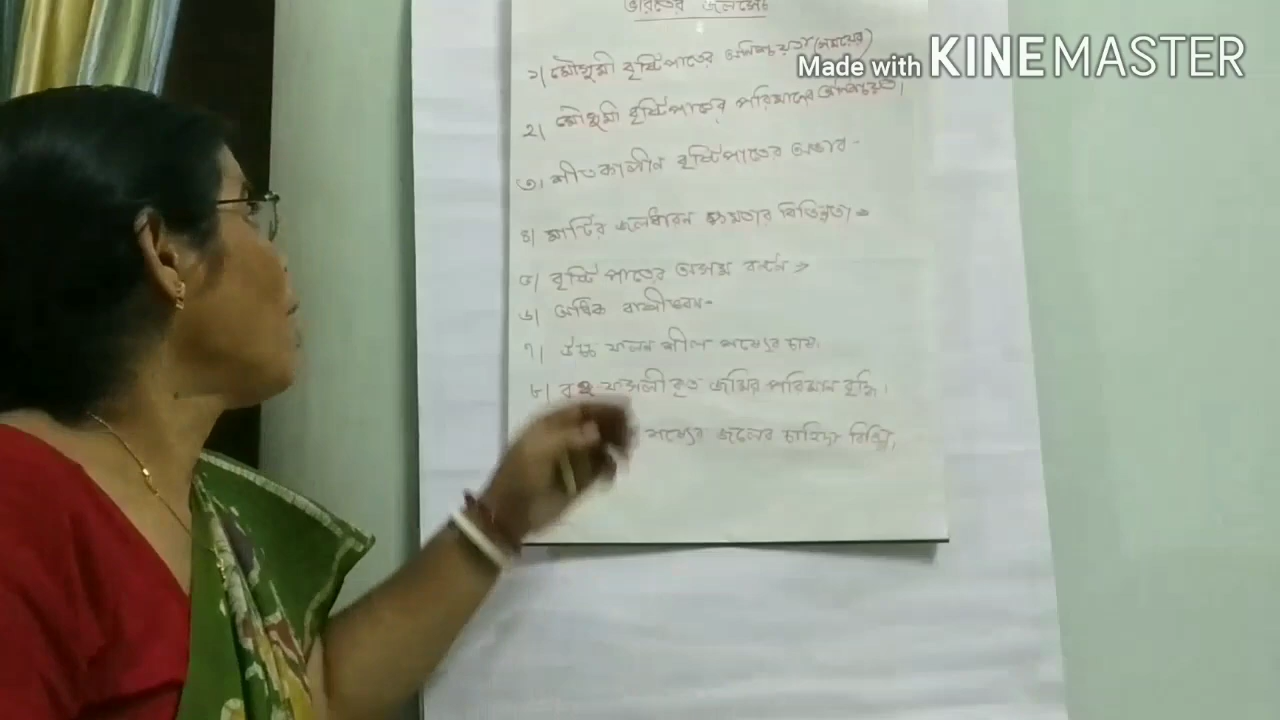 ভারতের জলসেচ
১। মৌসুমী বৃষ্টিপাতের অনিশ্চয়তা (সময়ের)
Made with KINEMASTER
২। মৌসুমী বৃষ্টিপাতের পরিমানের অনিশ্চয়তা।
৩। শীতকালীন বৃষ্টিপাতের অভাব -
৪। মাটির জলধারন ক্ষমতার বিভিন্নতা →
৫। বৃষ্টিপাতের অসম বন্টন →
৬। অধিক বাষ্পীভবন -
৭। উচ্চ ফলনশীল শস্যের চাষ।
৮। বহু ফসলী কৃত জমির পরিমান বৃদ্ধি।
শস্যের জলের চাহিদা বিভিন্ন।